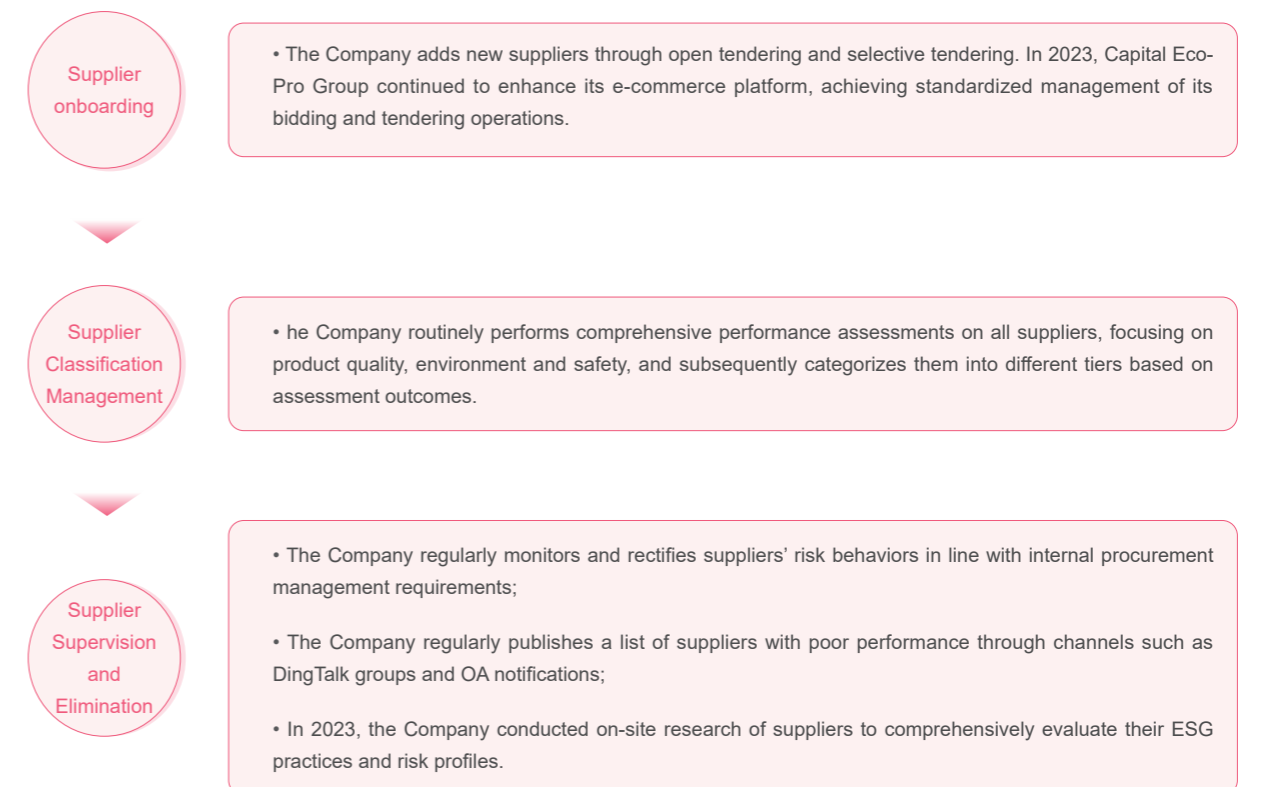 Supplier
onboarding
• The Company adds new suppliers through open tendering and selective tendering. In 2023, Capital Eco-
Pro Group continued to enhance its e-commerce platform, achieving standardized management of its
bidding and tendering operations.
Supplier
Classification
Management
• he Company routinely performs comprehensive performance assessments on all suppliers, focusing on
product quality, environment and safety, and subsequently categorizes them into different tiers based on
assessment outcomes.
Supplier
Supervision
and
Elimination
• The Company regularly monitors and rectifies suppliers’ risk behaviors in line with internal procurement
management requirements;
• The Company regularly publishes a list of suppliers with poor performance through channels such as
DingTalk groups and OA notifications;
• In 2023, the Company conducted on-site research of suppliers to comprehensively evaluate their ESG
practices and risk profiles.